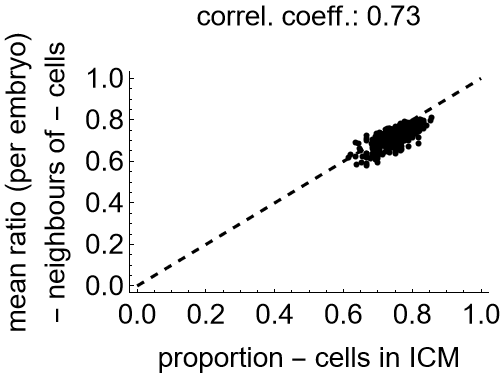 correl. coeff.: 0.73
mean ratio (per embryo)
− neighbours of − cells
1.0
0.8
0.6
0.4
0.2
0.0
0.0 0.2 0.4 0.6 0.8 1.0
proportion − cells in ICM